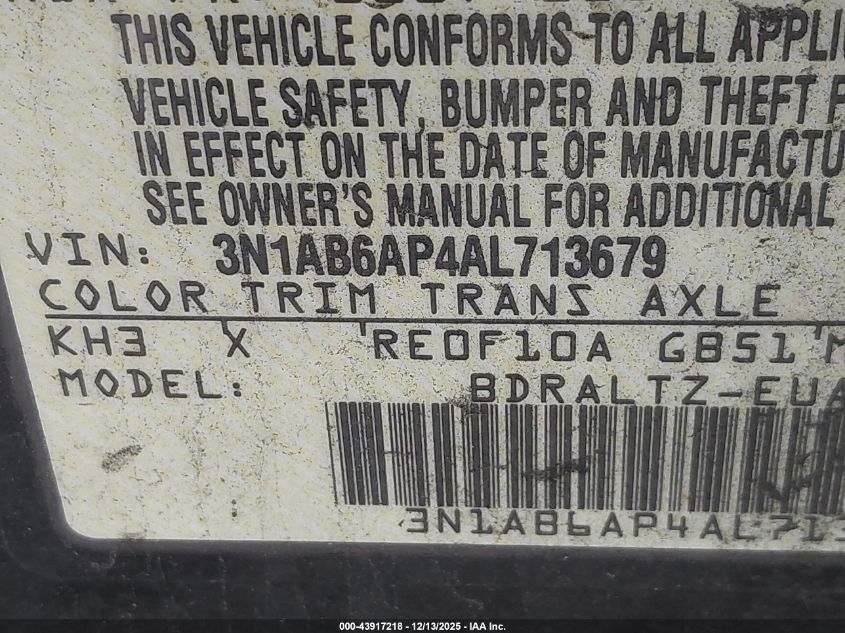 THIS VEHICLE CONFORMS TO ALL APPLI
VEHICLE SAFETY, BUMPER AND THEFT P
IN EFFECT ON THE DATE OF MANUFACTU
SEE OWNER'S MANUAL FOR ADDITIONAL
VIN: 3N1AB6AP4AL713679
COLOR TRIM TRANS AXLE
KH3 X RE0F10A GB51 M
MODEL: BDRALTZ-EUA
3N1AB6AP4AL713
000-43917218 - 12/13/2025 - IAA Inc.